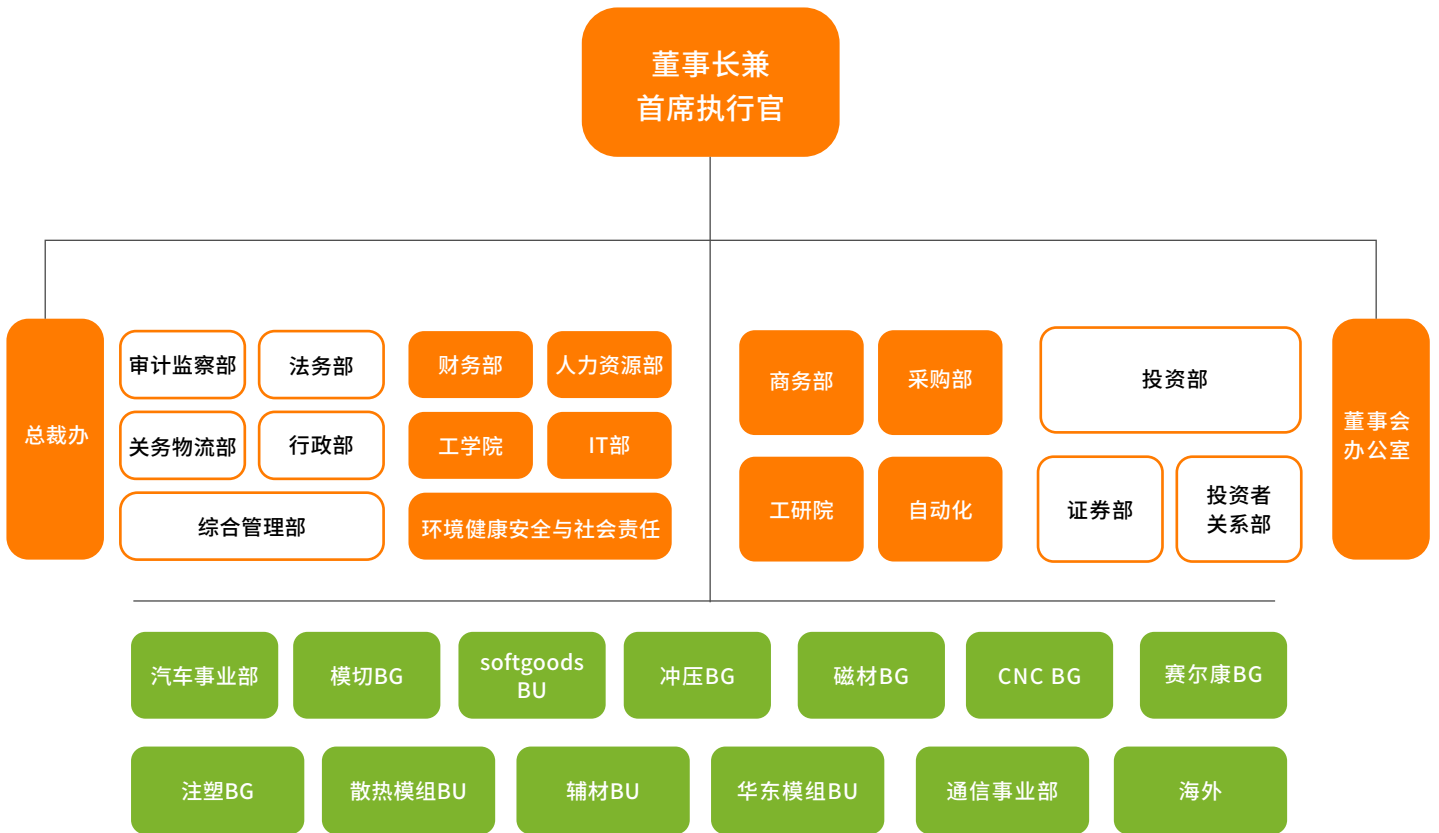 董事长兼
首席执行官
总裁办
审计监察部
法务部
财务部
人力资源部
关务物流部
行政部
工学院
IT部
综合管理部
环境健康安全与社会责任
商务部
采购部
投资部
工研院
自动化
证券部
投资者
关系部
董事会
办公室
汽车事业部
模切BG
softgoods
BU
冲压BG
磁材BG
CNC BG
赛尔康BG
注塑BG
散热模组BU
辅材BU
华东模组BU
通信事业部
海外